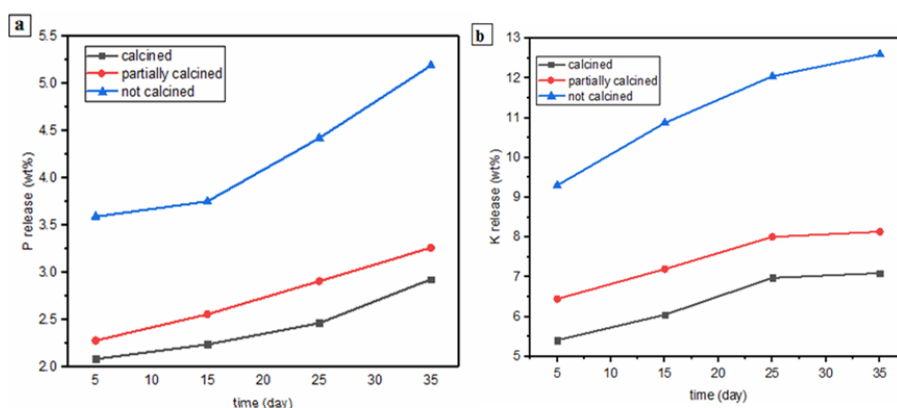 a
5.5
5.0
4.5
4.0
3.5
3.0
2.5
2.0
P release (wt%)
calcined
partially calcined
not calcined
5 10 15 20 25 30 35
time (day)
b
13
12
11
10
9
8
7
6
5
K release (wt%)
calcined
partially calcined
not calcined
5 10 15 20 25 30 35
time (day)